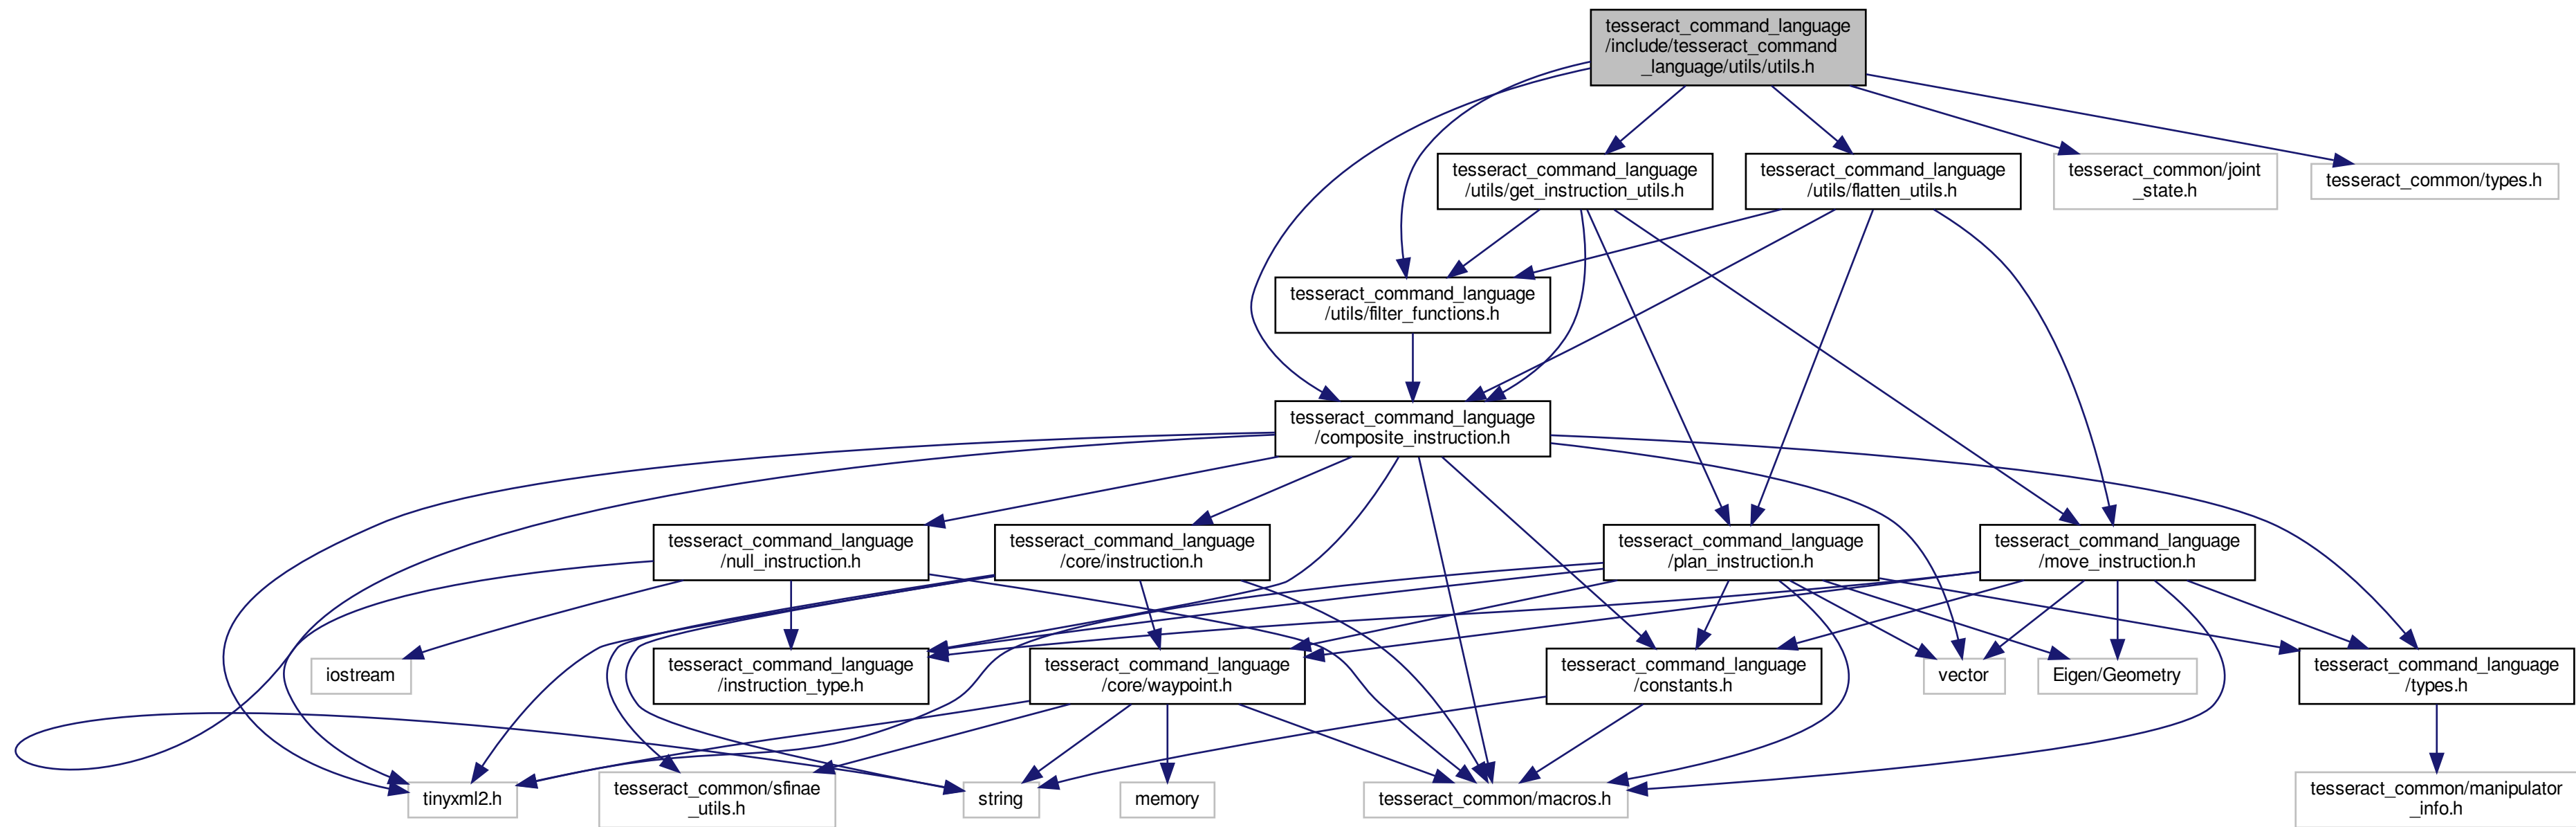 tesseract_command_language
/include/tesseract_command
_language/utils/utils.h
tesseract_command_language
/utils/get_instruction_utils.h
tesseract_command_language
/utils/flatten_utils.h
tesseract_common/joint
_state.h
tesseract_common/types.h
tesseract_command_language
/utils/filter_functions.h
tesseract_command_language
/composite_instruction.h
tesseract_command_language
/null_instruction.h
tesseract_command_language
/core/instruction.h
tesseract_command_language
/plan_instruction.h
tesseract_command_language
/move_instruction.h
iostream
tesseract_command_language
/instruction_type.h
tesseract_command_language
/core/waypoint.h
tesseract_command_language
/constants.h
vector
Eigen/Geometry
tesseract_command_language
/types.h
tinyxml2.h
tesseract_common/sfinae
_utils.h
string
memory
tesseract_common/macros.h
tesseract_common/manipulator
_info.h